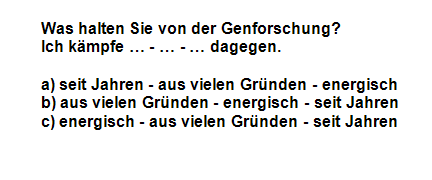 Was halten Sie von der Genforschung?
Ich kämpfe … - … - … dagegen.
a) seit Jahren - aus vielen Gründen - energisch
b) aus vielen Gründen - energisch - seit Jahren
c) energisch - aus vielen Gründen - seit Jahren